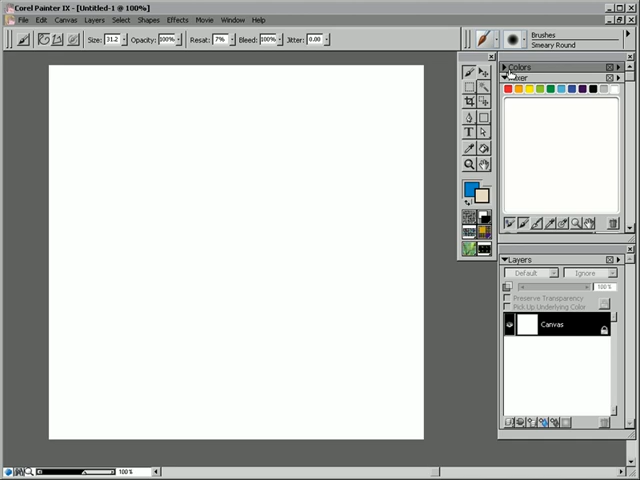 Corel Painter IX - [Untitled-1 @ 100%]
File Edit Canvas Layers Select Shapes Effects Movie Window Help
Size: 31.2 Opacity: 100% Resat: 7% Bleed: 100% Jitter: 0.00
Brushes
Smeary Round
Colors
Mixer
T
Layers
Default Ignore
100%
Preserve Transparency
Pick Up Underlying Color
Canvas
100%